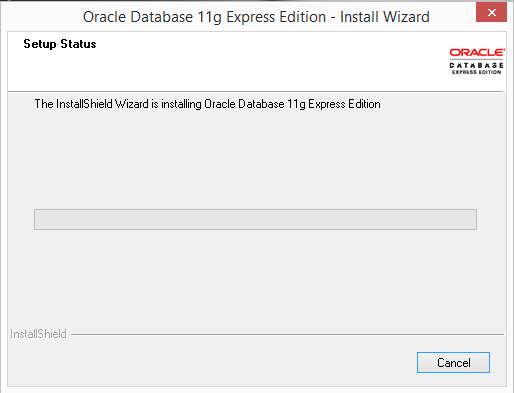 Oracle Database 11g Express Edition - Install Wizard
Setup Status
ORACLE
DATABASE
EXPRESS EDITION
The InstallShield Wizard is installing Oracle Database 11g Express Edition
InstallShield
Cancel